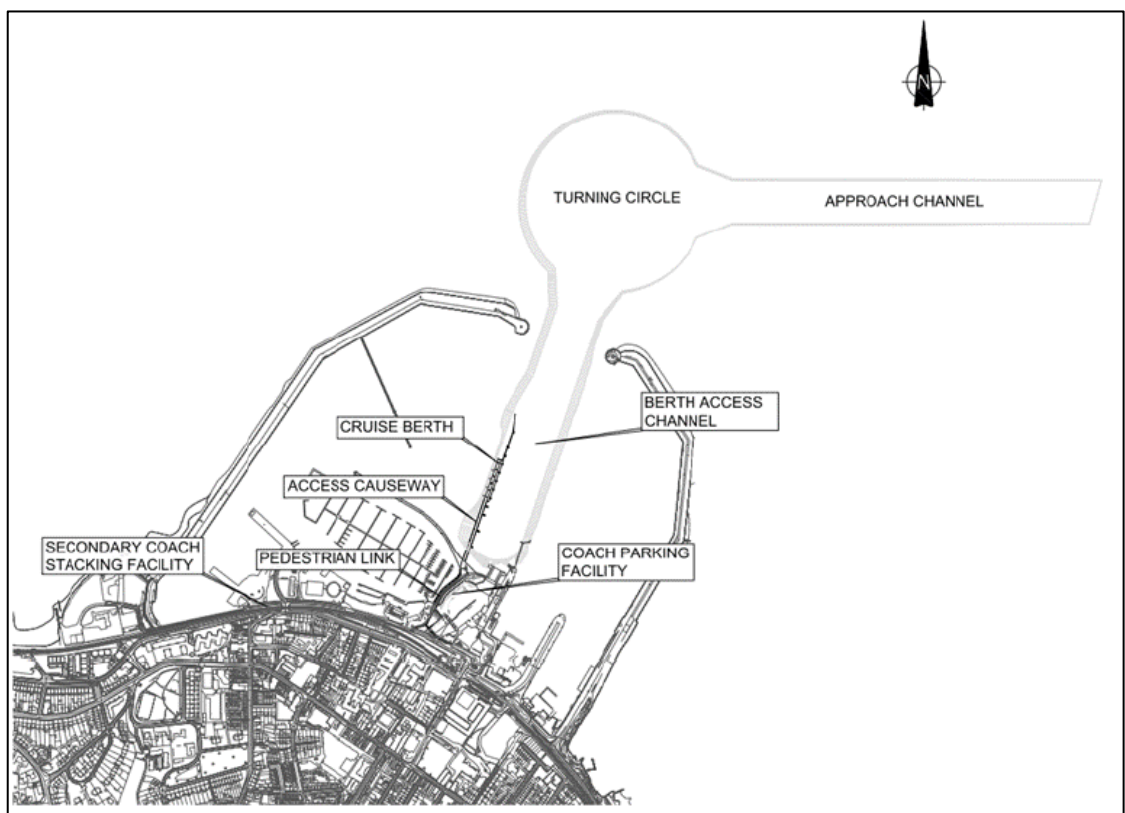 N
TURNING CIRCLE
APPROACH CHANNEL
BERTH ACCESS
CHANNEL
CRUISE BERTH
ACCESS CAUSEWAY
SECONDARY COACH
STACKING FACILITY
PEDESTRIAN LINK
COACH PARKING
FACILITY